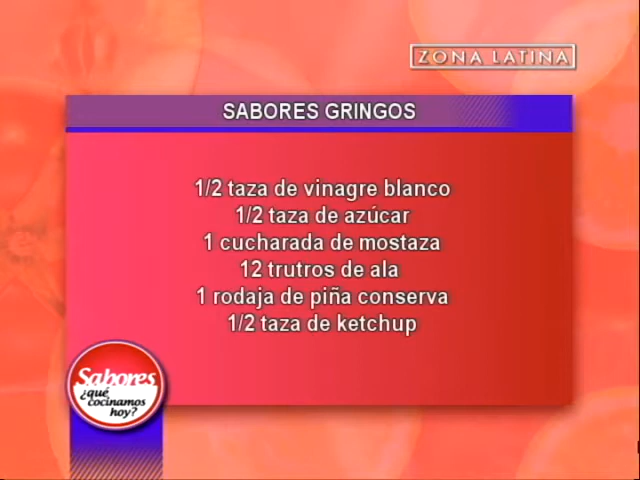 ZONA LATINA
SABORES GRINGOS
1/2 taza de vinagre blanco
1/2 taza de azúcar
1 cucharada de mostaza
12 trutros de ala
1 rodaja de piña conserva
1/2 taza de ketchup
Sabores
¿qué
cocinamos
hoy?